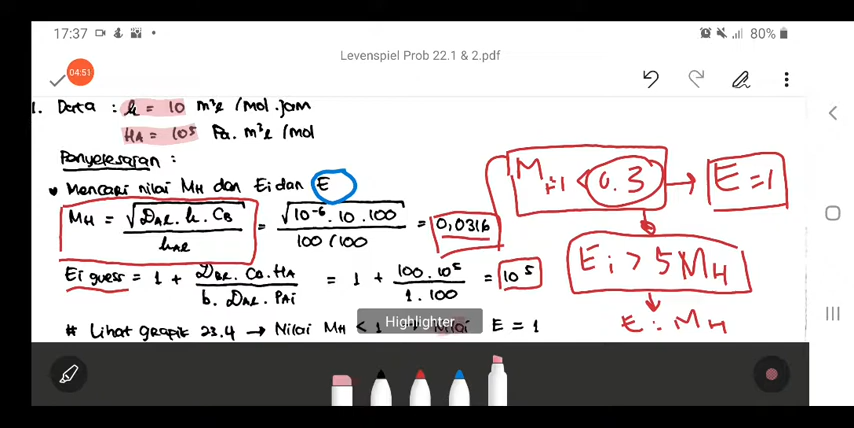 17:37
80%
Levenspiel Prob 22.1 & 2.pdf
04:51
1. Data : k = 10 m³l /mol.jam
HA = 10⁵ Pa. m³l /mol
Penyelesaian :
Mencari nilai MH dan Ei dan E
MH = √DAl. k. CB / kAl = √10⁻⁶. 10. 100 / 100/100 = 0,0316
Ei guess = 1 + DBl. CB. HA / b. DAl. PAi = 1 + 100. 10⁵ / 1. 100 = 10⁵
# Lihat grafik 23.4 → Nilai MH < 1 → Nilai E = 1
MH < 0.3 → E = 1
Ei > 5 MH
E : MH
Highlighter